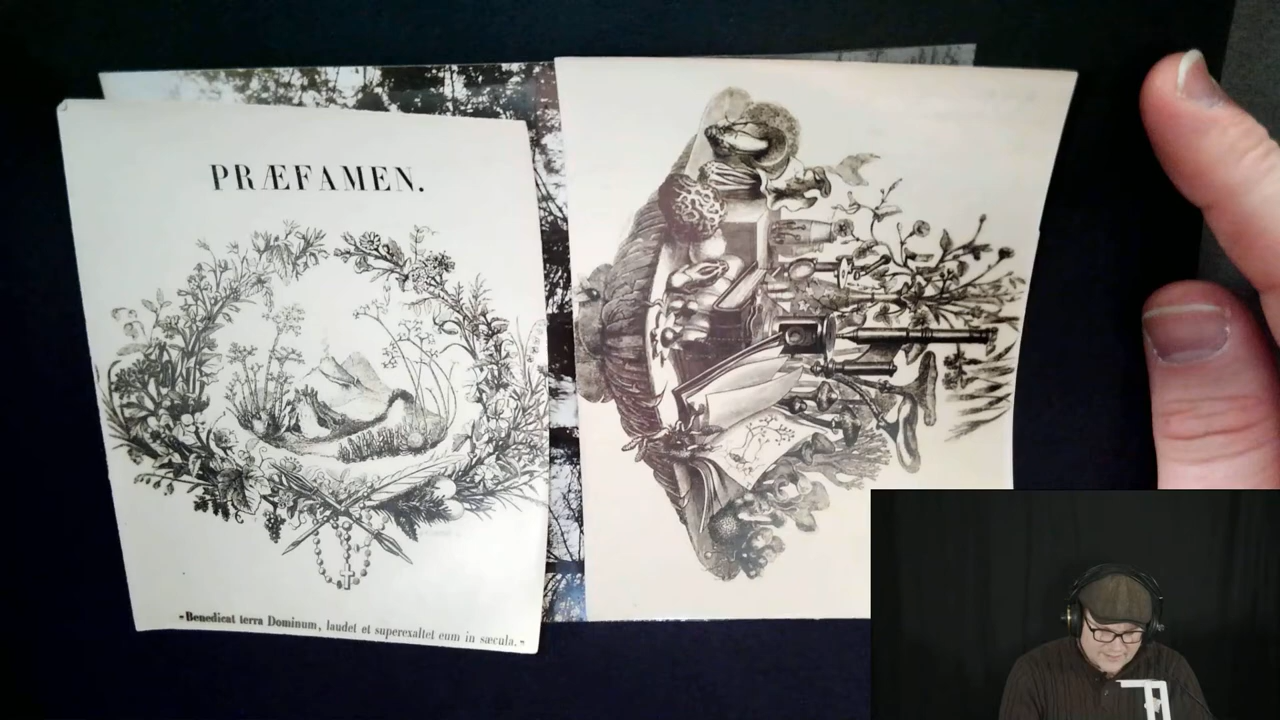 PRÆFAMEN.
„Benedicat terra Dominum, laudet et superexaltet eum in sæcula.”